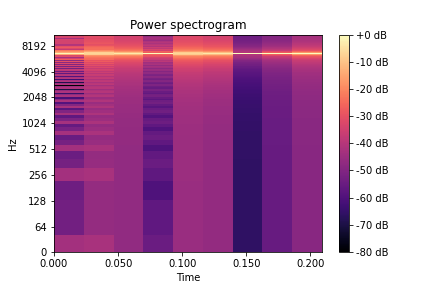 Power spectrogram
8192
4096
2048
1024
512
256
128
64
0
Hz
0.000 0.050 0.100 0.150 0.200
Time
+0 dB
-10 dB
-20 dB
-30 dB
-40 dB
-50 dB
-60 dB
-70 dB
-80 dB